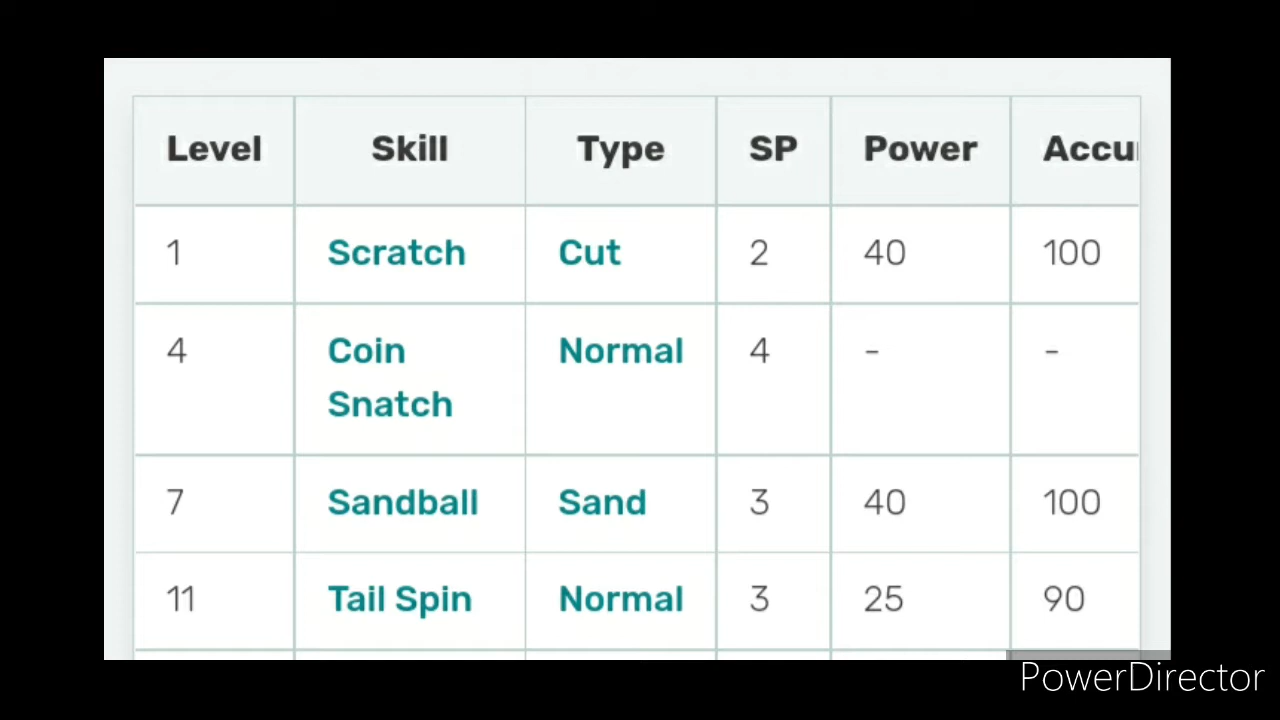 Level Skill Type SP Power Accu
1 Scratch Cut 2 40 100
4 Coin Normal 4 - -
Snatch
7 Sandball Sand 3 40 100
11 Tail Spin Normal 3 25 90
PowerDirector